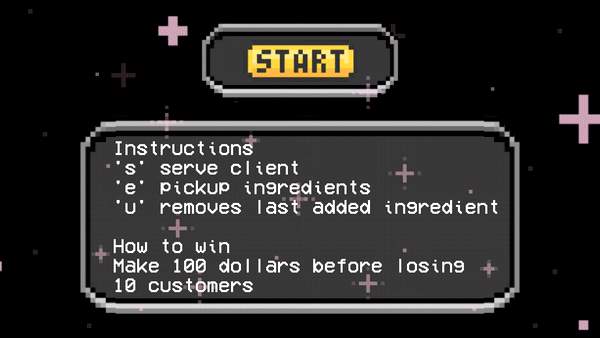 START
Instructions
's' serve client
'e' pickup ingredients
'u' removes last added ingredient
How to win
Make 100 dollars before losing
10 customers